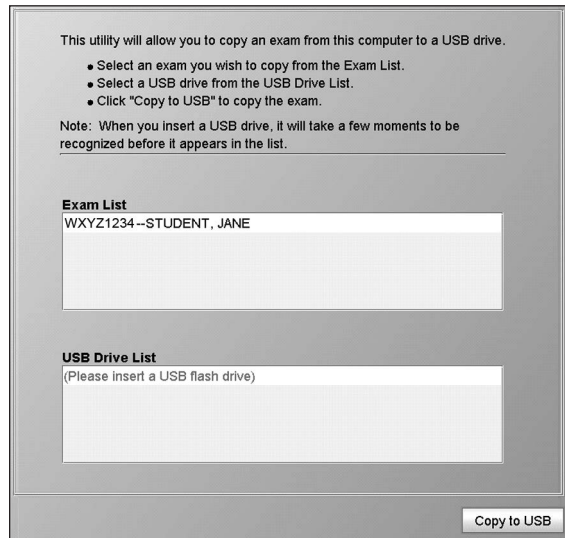 This utility will allow you to copy an exam from this computer to a USB drive.
● Select an exam you wish to copy from the Exam List.
● Select a USB drive from the USB Drive List.
● Click "Copy to USB" to copy the exam.
Note:  When you insert a USB drive, it will take a few moments to be
recognized before it appears in the list.
Exam List
WXYZ1234--STUDENT, JANE
USB Drive List
(Please insert a USB flash drive)
Copy to USB